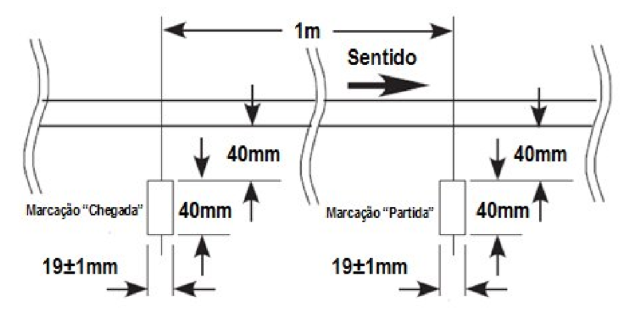 1m
Sentido
40mm
40mm
Marcação “Chegada”
40mm
Marcação “Partida”
40mm
19±1mm
19±1mm